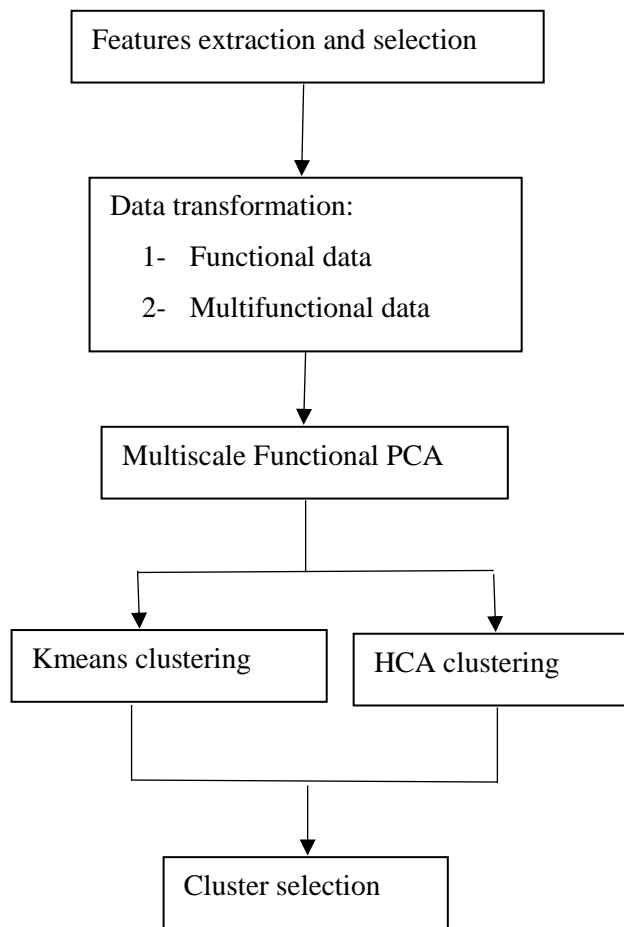 Features extraction and selection
Data transformation:
1- Functional data
2- Multifunctional data
Multiscale Functional PCA
Kmeans clustering
HCA clustering
Cluster selection